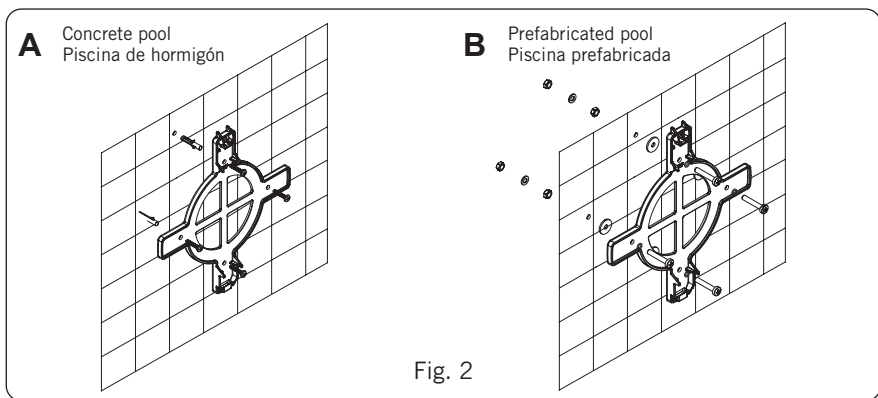 A
Concrete pool
Piscina de hormigón
B
Prefabricated pool
Piscina prefabricada
Fig. 2